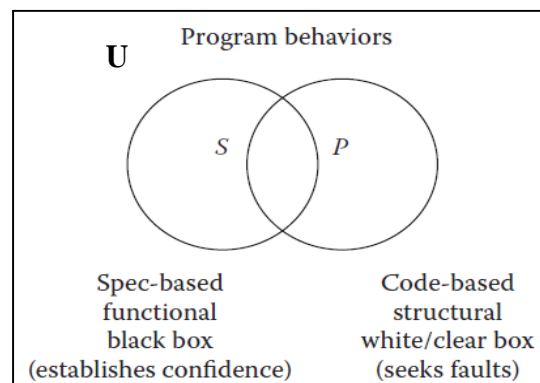 Program behaviors
U
S
P
Spec-based
functional
black box
(establishes confidence)
Code-based
structural
white/clear box
(seeks faults)